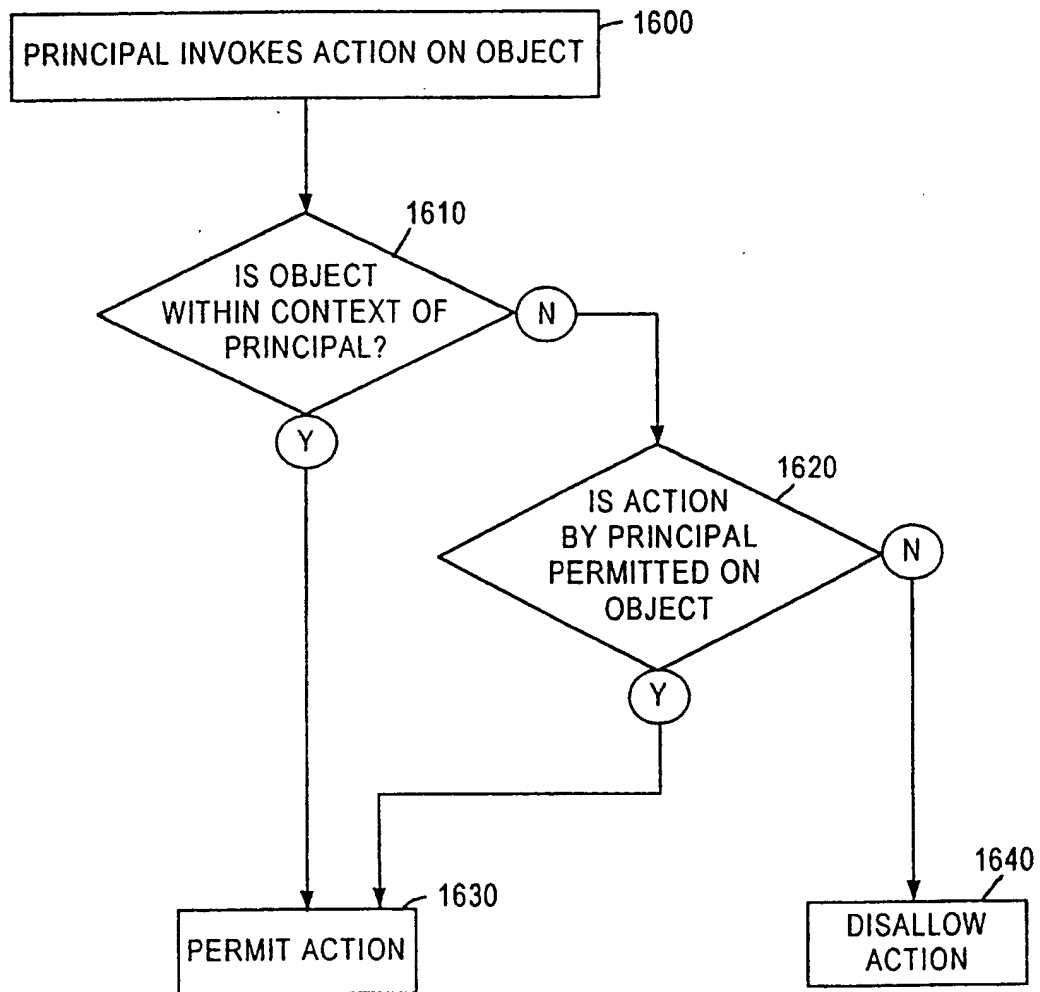 1600
PRINCIPAL INVOKES ACTION ON OBJECT
1610
IS OBJECT
WITHIN CONTEXT OF
PRINCIPAL?
N
Y
1620
IS ACTION
BY PRINCIPAL
PERMITTED ON
OBJECT
N
Y
1630
PERMIT ACTION
1640
DISALLOW
ACTION